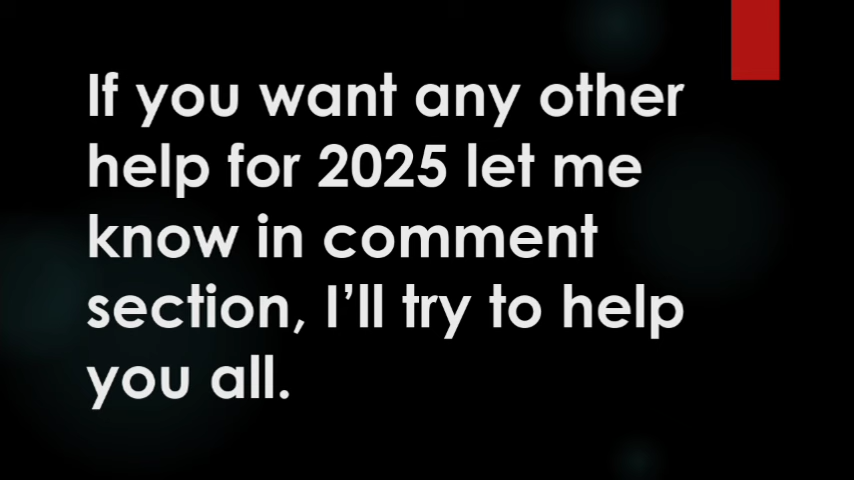 If you want any other
help for 2025 let me
know in comment
section, I’ll try to help
you all.